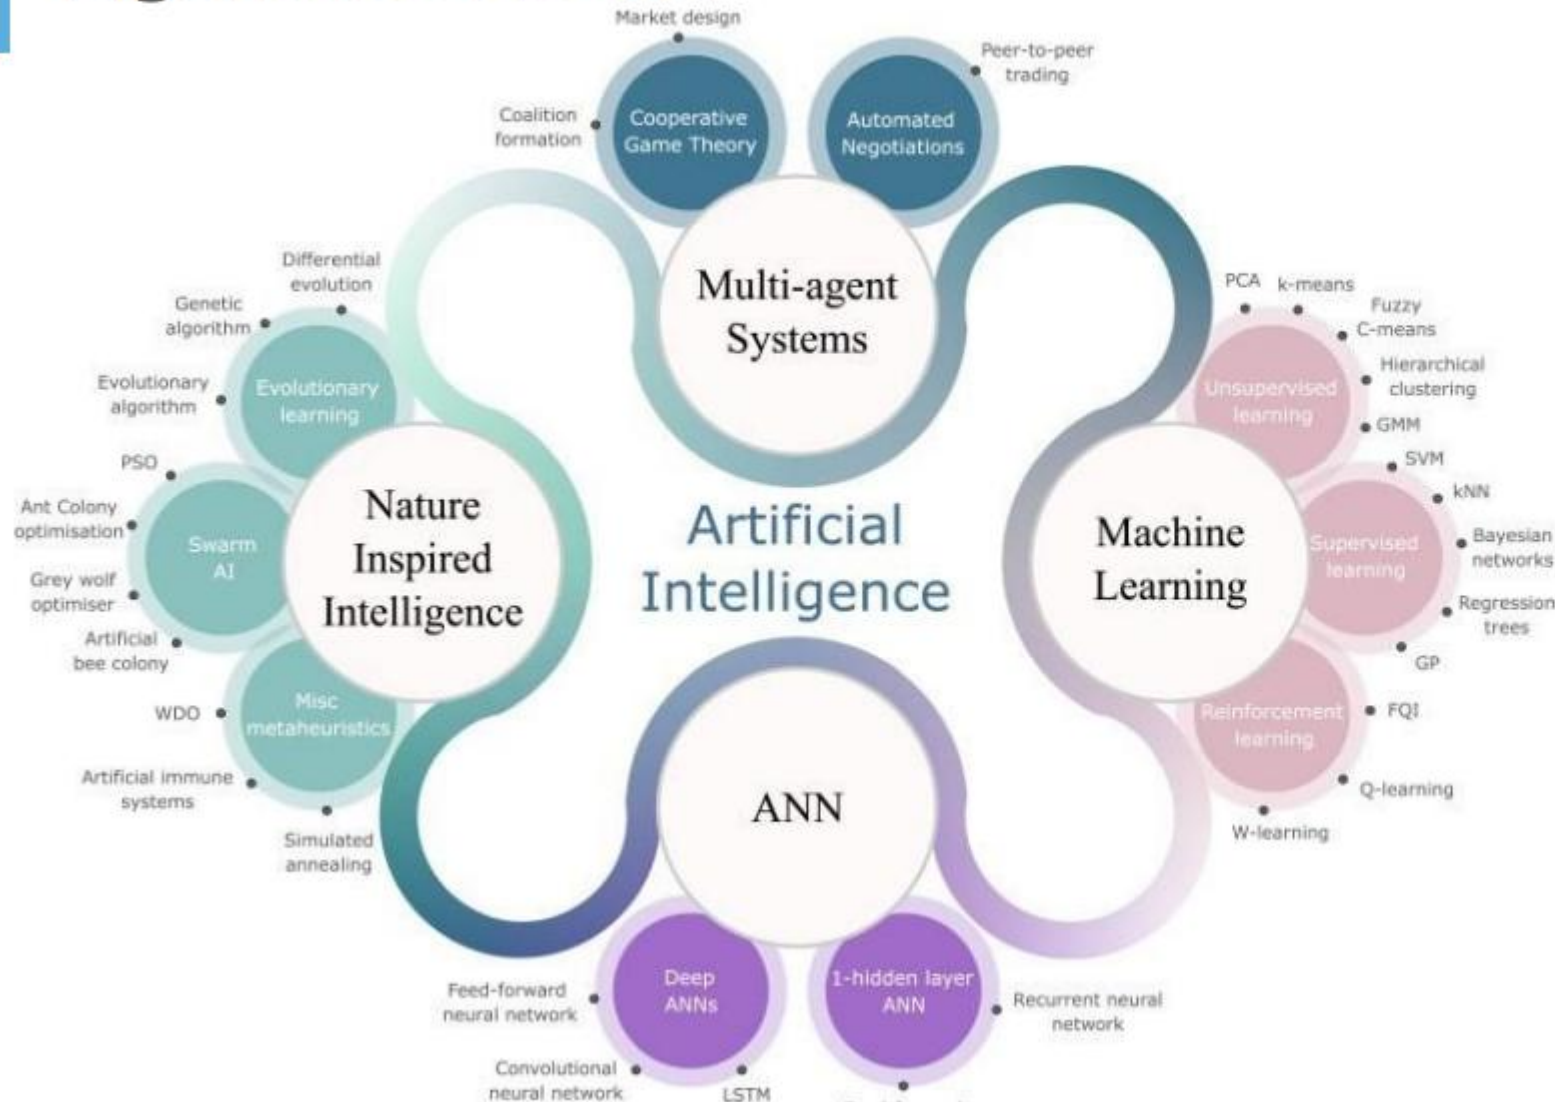 Market design
Peer-to-peer
trading
Coalition
formation
Cooperative
Game Theory
Automated
Negotiations
Multi-agent
Systems
Differential
evolution
Genetic
algorithm
Evolutionary
algorithm
Evolutionary
learning
PSO
Ant Colony
optimisation
Swarm
AI
Grey wolf
optimiser
Artificial
bee colony
Misc
metaheuristics
WDO
Artificial immune
systems
Simulated
annealing
Nature
Inspired
Intelligence
Artificial
Intelligence
Machine
Learning
PCA
k-means
Fuzzy
C-means
Hierarchical
clustering
GMM
Unsupervised
learning
SVM
kNN
Bayesian
networks
Regression
trees
GP
Supervised
learning
Reinforcement
learning
FQI
Q-learning
W-learning
ANN
Deep
ANNs
1-hidden layer
ANN
Feed-forward
neural network
Convolutional
neural network
LSTM
Recurrent neural
network